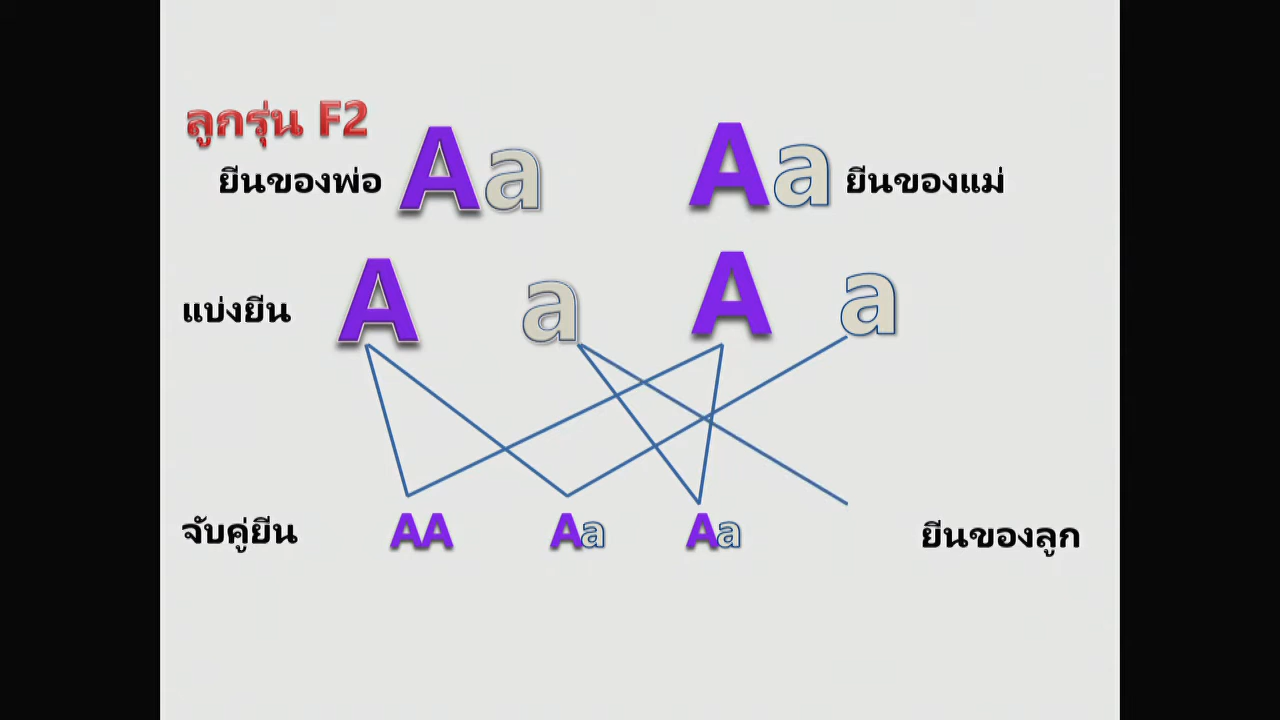 ลูกรุ่น F2
ยีนของพ่อ Aa Aa ยีนของแม่
แบ่งยีน A a A a
จับคู่ยีน AA Aa Aa ยีนของลูก